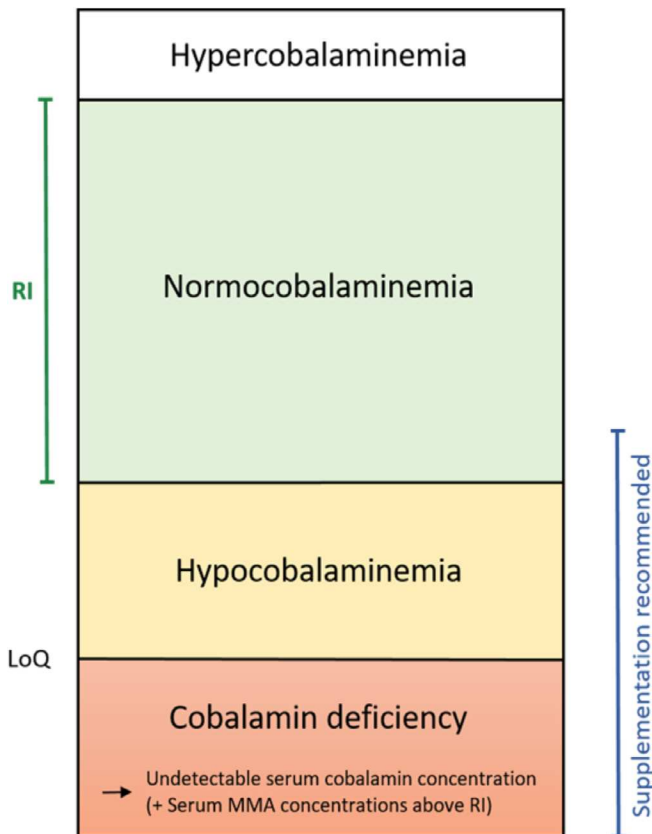 Hypercobalaminemia
RI
Normocobalaminemia
Hypocobalaminemia
LoQ
Cobalamin deficiency
→ Undetectable serum cobalamin concentration
(+ Serum MMA concentrations above RI)
Supplementation recommended